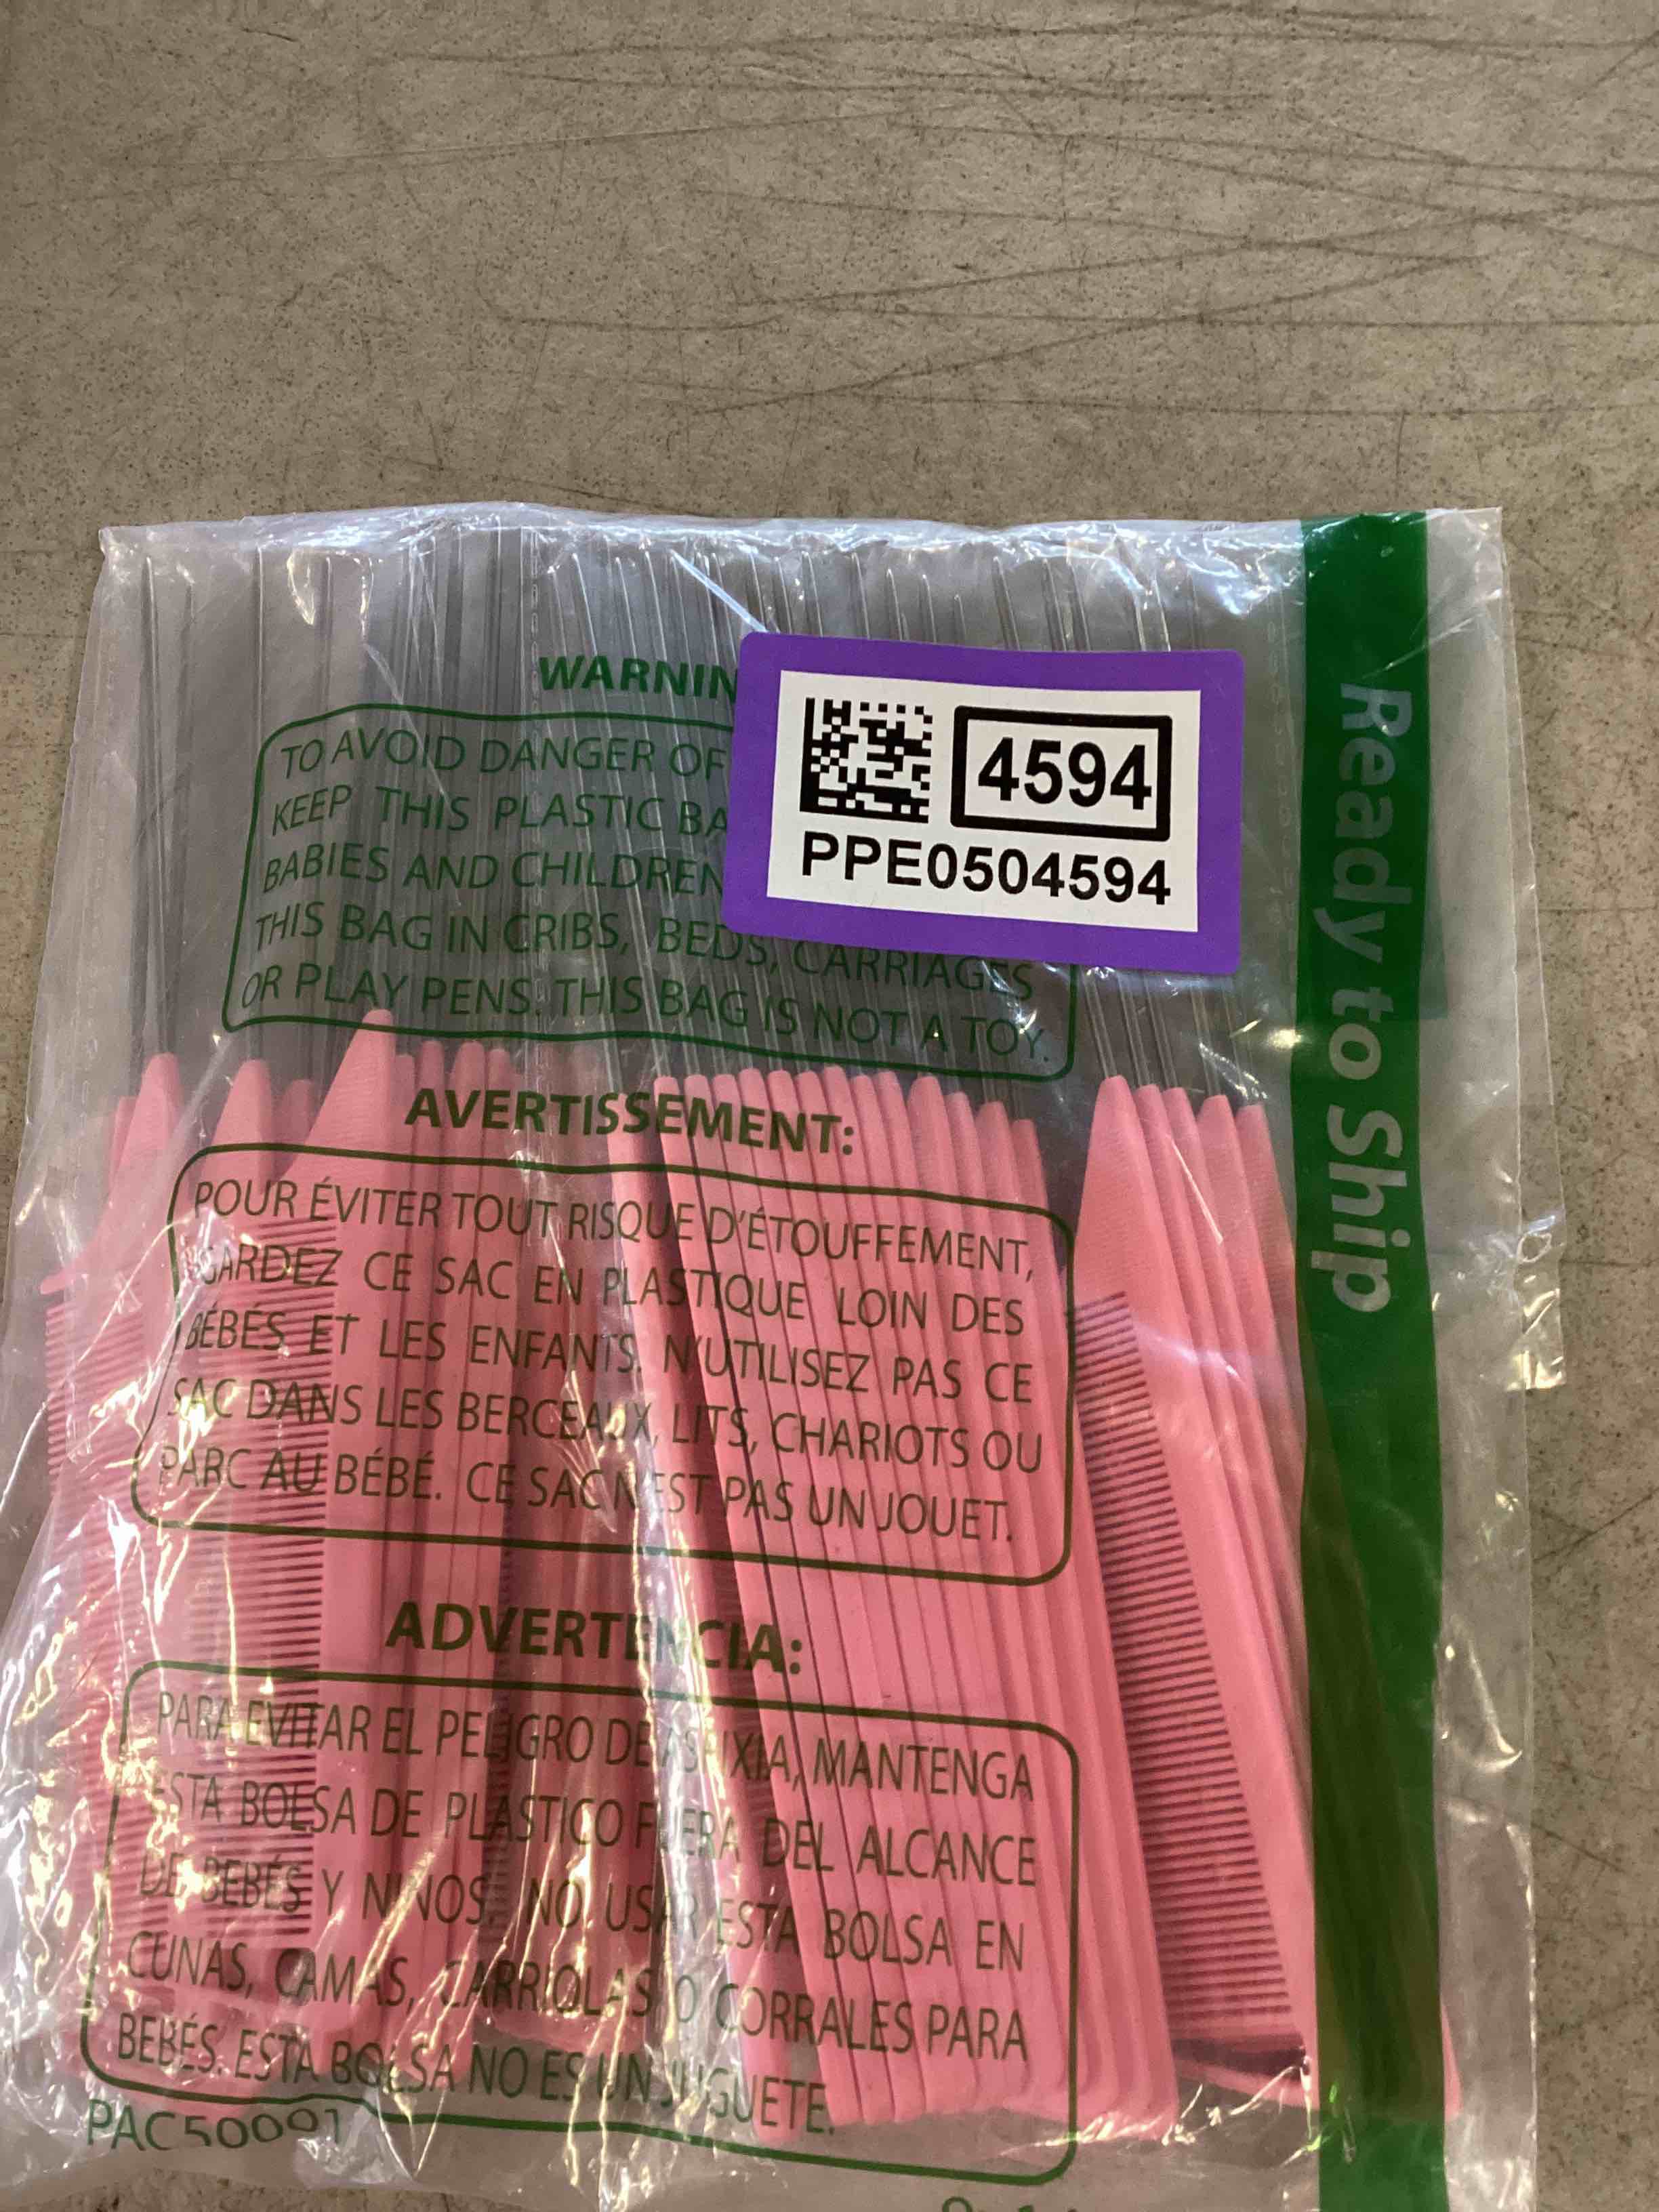 WARNIN
TO AVOID DANGER OF
KEEP THIS PLASTIC BA
BABIES AND CHILDREN
THIS BAG IN CRIBS, BEDS, CARRIAGES
OR PLAY PENS. THIS BAG IS NOT A TOY.
4594
PPE0504594
Ready to Ship
AVERTISSEMENT:
POUR ÉVITER TOUT RISQUE D'ÉTOUFFEMENT,
GARDEZ CE SAC EN PLASTIQUE LOIN DES
BÉBÉS ET LES ENFANTS. N'UTILISEZ PAS CE
SAC DANS LES BERCEAUX, LITS, CHARIOTS OU
PARC AU BÉBÉ. CE SAC N'EST PAS UN JOUET.
ADVERTENCIA:
PARA EVITAR EL PELIGRO DE ASFIXIA, MANTENGA
ESTA BOLSA DE PLASTICO FUERA DEL ALCANCE
DE BEBÉS Y NINOS. NO USAR ESTA BOLSA EN
CUNAS, CAMAS, CARRIOLAS O CORRALES PARA
BEBÉS. ESTA BOLSA NO ES UN JUGUETE.
PAC50001